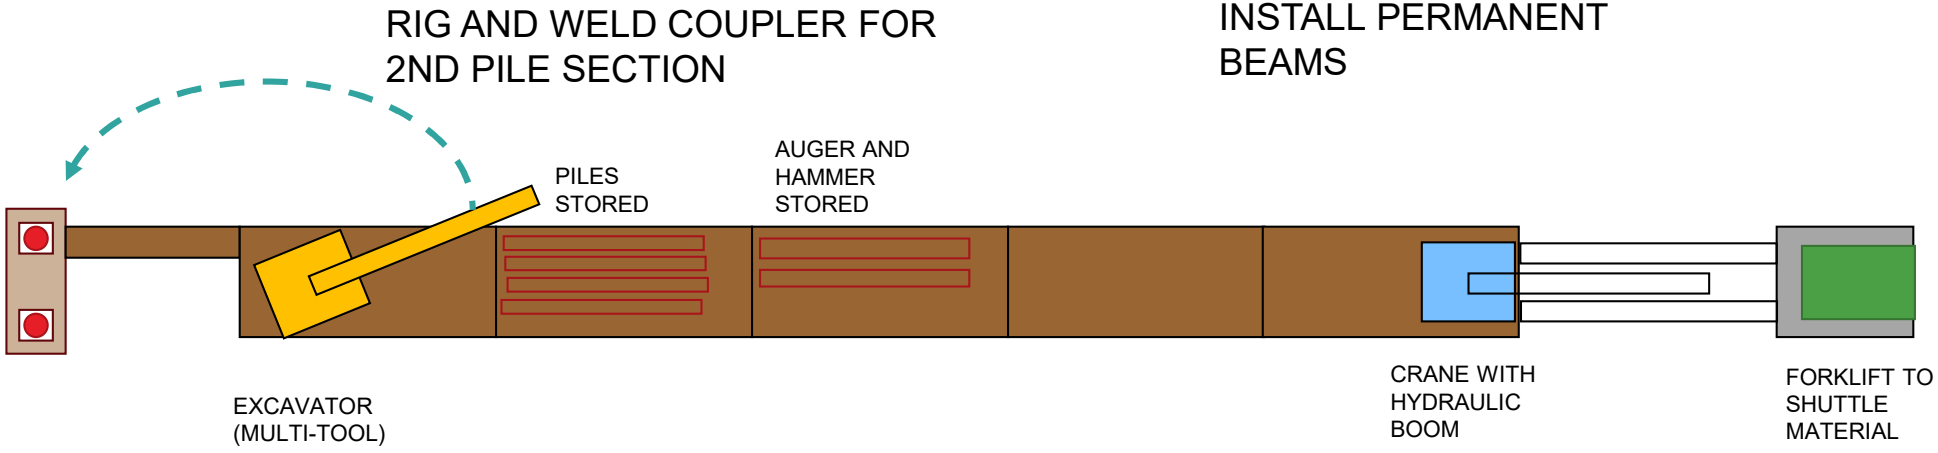 RIG AND WELD COUPLER FOR
2ND PILE SECTION
INSTALL PERMANENT
BEAMS
PILES
STORED
AUGER AND
HAMMER
STORED
EXCAVATOR
(MULTI-TOOL)
CRANE WITH
HYDRAULIC
BOOM
FORKLIFT TO
SHUTTLE
MATERIAL